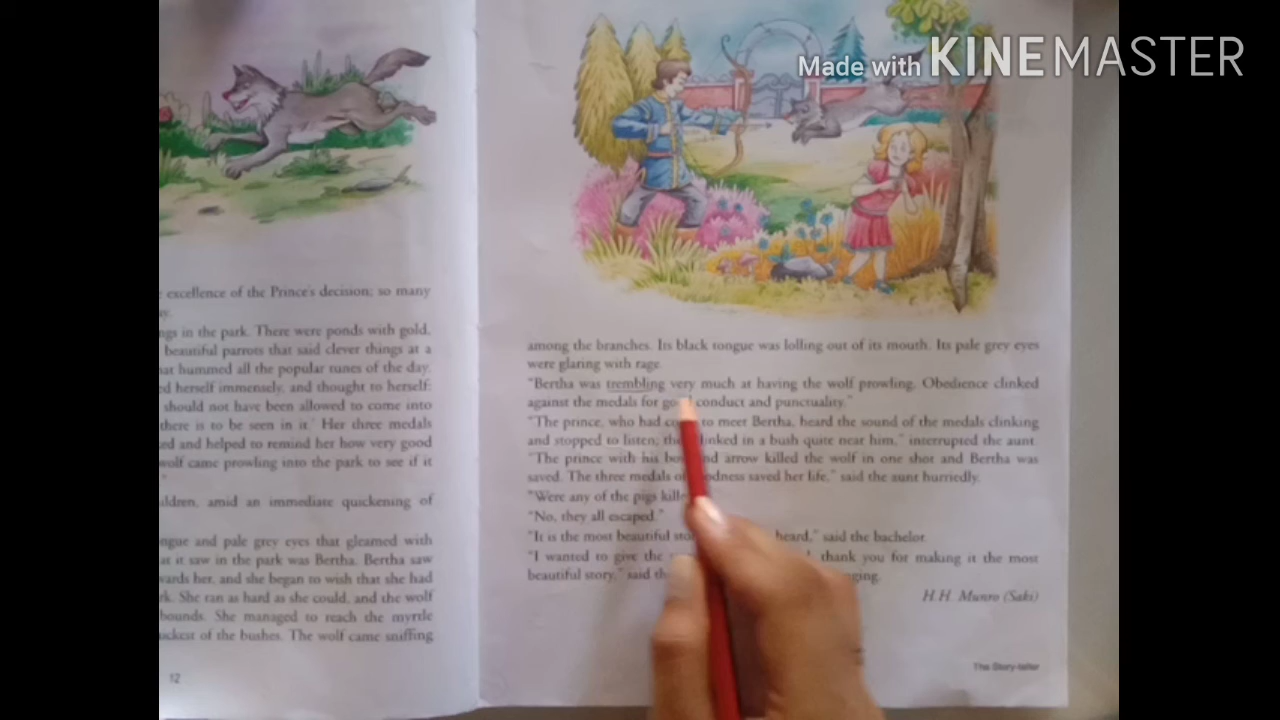 Made with KINEMASTER
excellence of the Prince's decision; so many
ngs in the park. There were ponds with gold,
beautiful parrots that said clever things at a
hat hummed all the popular tunes of the day.
ed herself immensely, and thought to herself:
should not have been allowed to come into
there is to be seen in it.' Her three medals
ed and helped to remind her how very good
wolf came prowling into the park to see if it
ildren, amid an immediate quickening of
ngue and pale grey eyes that gleamed with
at it saw in the park was Bertha. Bertha saw
wards her, and she began to wish that she had
rk. She ran as hard as she could, and the wolf
bounds. She managed to reach the myrtle
ickest of the bushes. The wolf came sniffing
12
among the branches. Its black tongue was lolling out of its mouth. Its pale grey eyes
were glaring with rage.
"Bertha was trembling very much at having the wolf prowling. Obedience clinked
against the medals for good conduct and punctuality."
"The prince, who had to meet Bertha, heard the sound of the medals clinking
and stopped to listen; linked in a bush quite near him," interrupted the aunt.
"The prince with his bow and arrow killed the wolf in one shot and Bertha was
saved. The three medals of goodness saved her life," said the aunt hurriedly.
"Were any of the pigs kille
"No, they all escaped."
"It is the most beautiful heard," said the bachelor.
"I wanted to give the thank you for making it the most
beautiful story," said
H.H. Munro (Saki)
The Story-teller